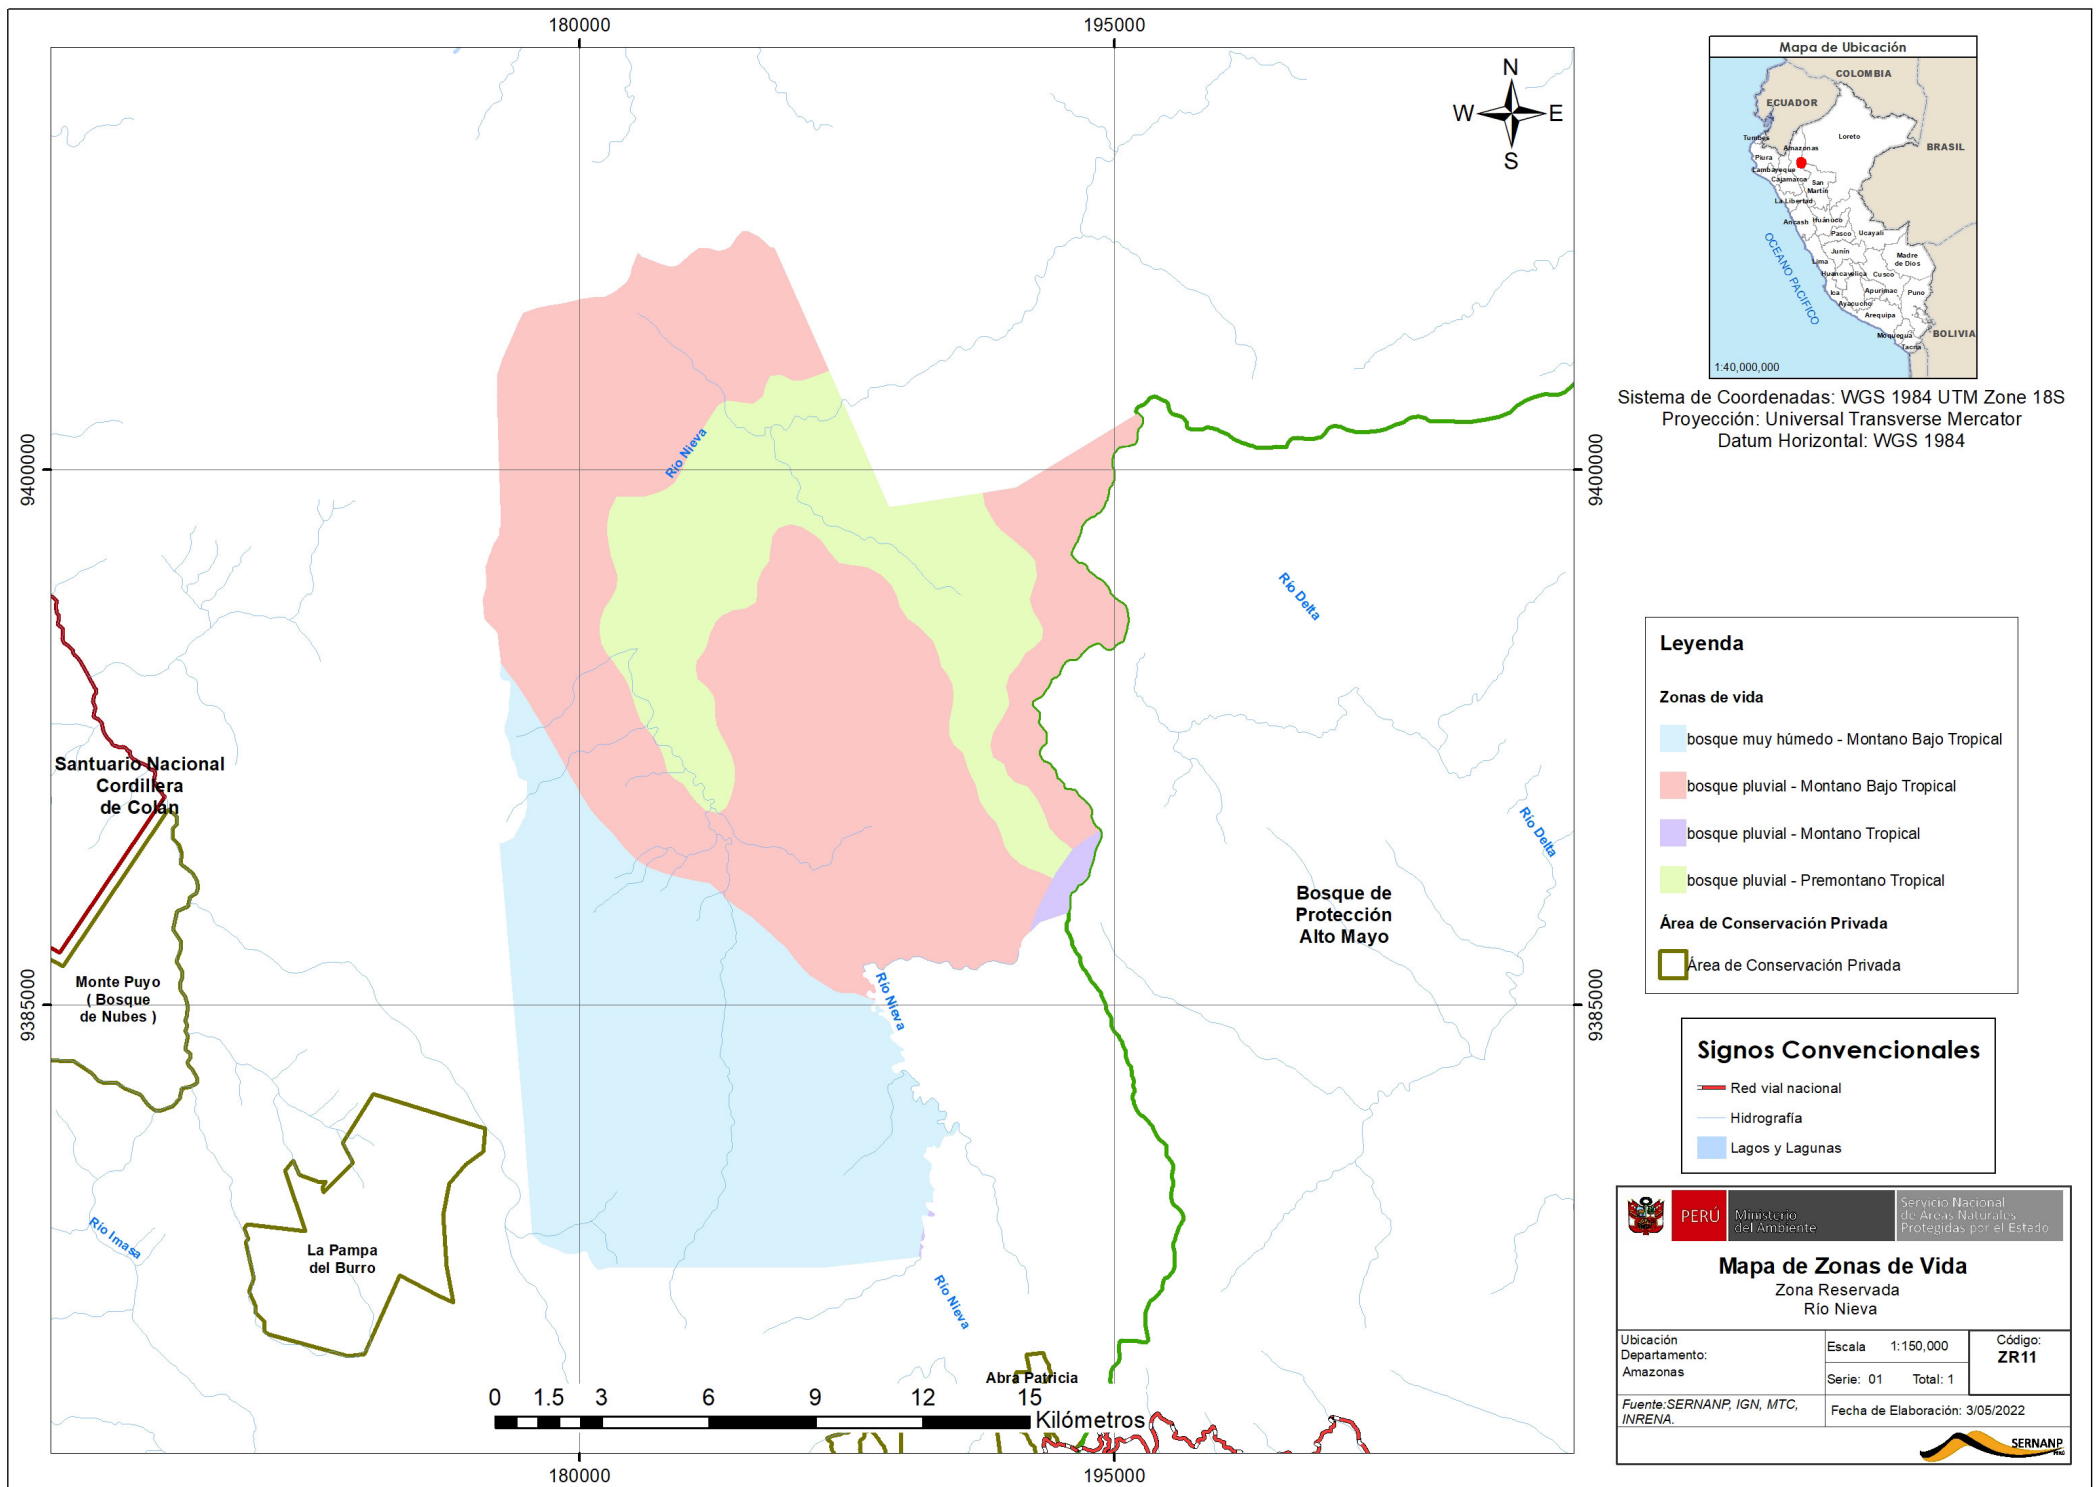 180000
195000
9400000
9385000
9400000
9385000
180000
195000
N
W
E
S
Río Nieva
Río Delta
Río Delta
Santuario Nacional
Cordillera
de Colán
Bosque de
Protección
Alto Mayo
Monte Puyo
( Bosque
de Nubes )
Río Nieva
Río Imasa
La Pampa
del Burro
Río Nieva
Abra Patricia
0 1.5 3 6 9 12 15
Kilómetros
Mapa de Ubicación
COLOMBIA
ECUADOR
Tumbes
Loreto
Amazonas
Piura
BRASIL
Lambayeque
Cajamarca
San
Martín
La Libertad
Ancash
Huánuco
Pasco
Ucayali
Junín
Madre
de Dios
Lima
Huancavelica
Cusco
Ica
Apurimac
Puno
Ayacucho
Arequipa
Moquegua
Tacna
BOLIVIA
OCEANO PACIFICO
1:40,000,000
Sistema de Coordenadas: WGS 1984 UTM Zone 18S
Proyección: Universal Transverse Mercator
Datum Horizontal: WGS 1984
Leyenda
Zonas de vida
bosque muy húmedo - Montano Bajo Tropical
bosque pluvial - Montano Bajo Tropical
bosque pluvial - Montano Tropical
bosque pluvial - Premontano Tropical
Área de Conservación Privada
Área de Conservación Privada
Signos Convencionales
Red vial nacional
Hidrografía
Lagos y Lagunas
PERÚ
Ministerio
del Ambiente
Servicio Nacional
de Áreas Naturales
Protegidas por el Estado
Mapa de Zonas de Vida
Zona Reservada
Río Nieva
Ubicación
Departamento:
Amazonas
Escala 1:150,000
Serie: 01 Total: 1
Código:
ZR11
Fuente:SERNANP, IGN, MTC,
INRENA.
Fecha de Elaboración: 3/05/2022
SERNANP
PERÚ